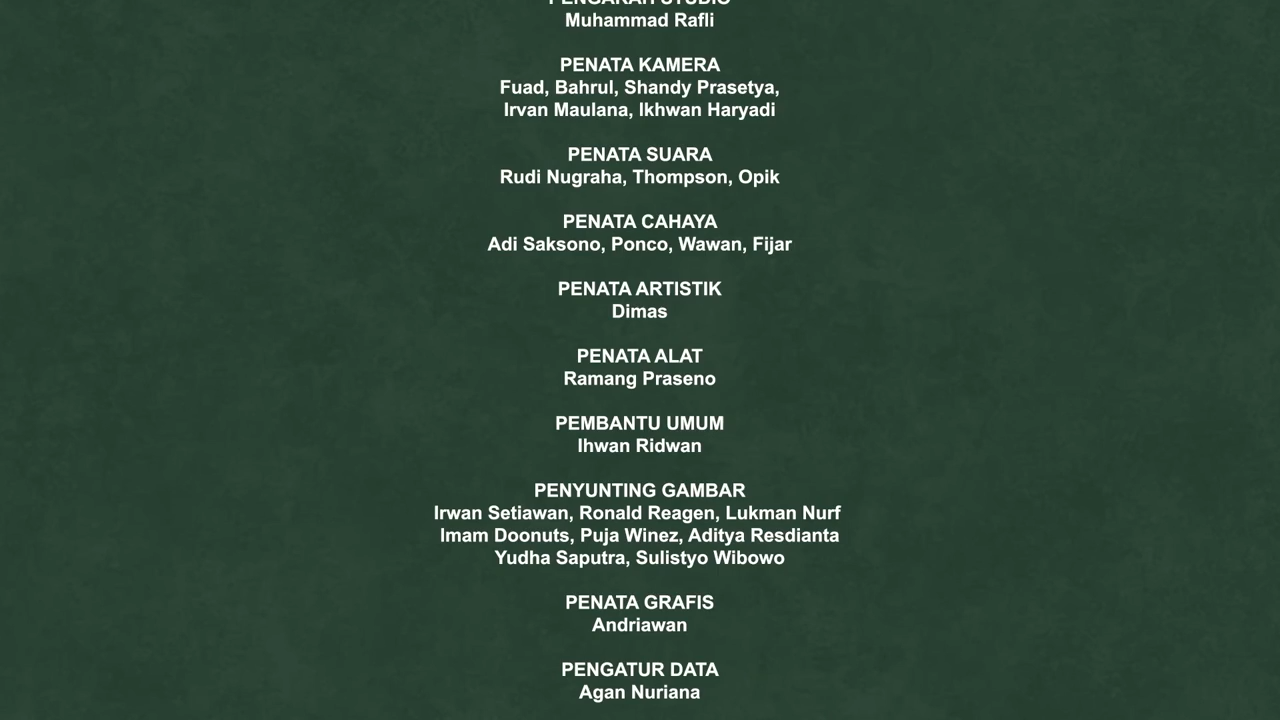 PENGARAH STUDIO
Muhammad Rafli
PENATA KAMERA
Fuad, Bahrul, Shandy Prasetya,
Irvan Maulana, Ikhwan Haryadi
PENATA SUARA
Rudi Nugraha, Thompson, Opik
PENATA CAHAYA
Adi Saksono, Ponco, Wawan, Fijar
PENATA ARTISTIK
Dimas
PENATA ALAT
Ramang Praseno
PEMBANTU UMUM
Ihwan Ridwan
PENYUNTING GAMBAR
Irwan Setiawan, Ronald Reagen, Lukman Nurf
Imam Doonuts, Puja Winez, Aditya Resdianta
Yudha Saputra, Sulistyo Wibowo
PENATA GRAFIS
Andriawan
PENGATUR DATA
Agan Nuriana